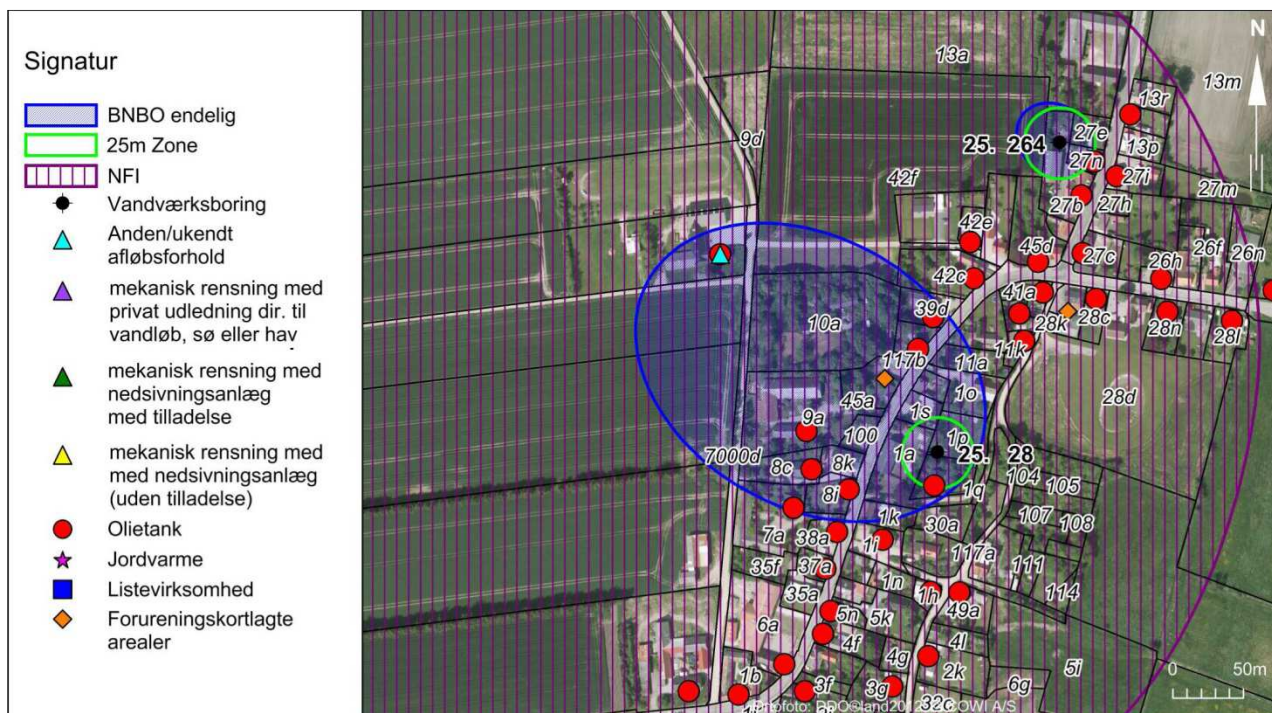 Signatur
BNBO endelig
25m Zone
NFI
Vandværksboring
Anden/ukendt
afløbsforhold
mekanisk rensning med
privat udledning dir. til
vandløb, sø eller hav
mekanisk rensning med
nedsivningsanlæg
med tilladelse
mekanisk rensning med
med nedsivningsanlæg
(uden tilladelse)
Olietank
Jordvarme
Listevirksomhed
Forureningskortlagte
arealer
N
13a
13m
13r
9d
25. 264
27e
13p
27n
27i
42f
27m
27b
27h
42e
45d
27c
26f
26n
26h
42c
41a
28c
39d
28k
28n
28l
10a
117b
11k
11a
1o
45a
28d
1s
9a
100
1p
7000d
8c
8k
1a
25. 28
104
105
8i
1q
107
108
1k
30a
7a
38a
1i
117a
111
35f
37a
1n
114
35a
1h
49a
5n
5k
6a
4f
4l
4g
2k
5i
1b
3f
3g
6g
32c
0 50m